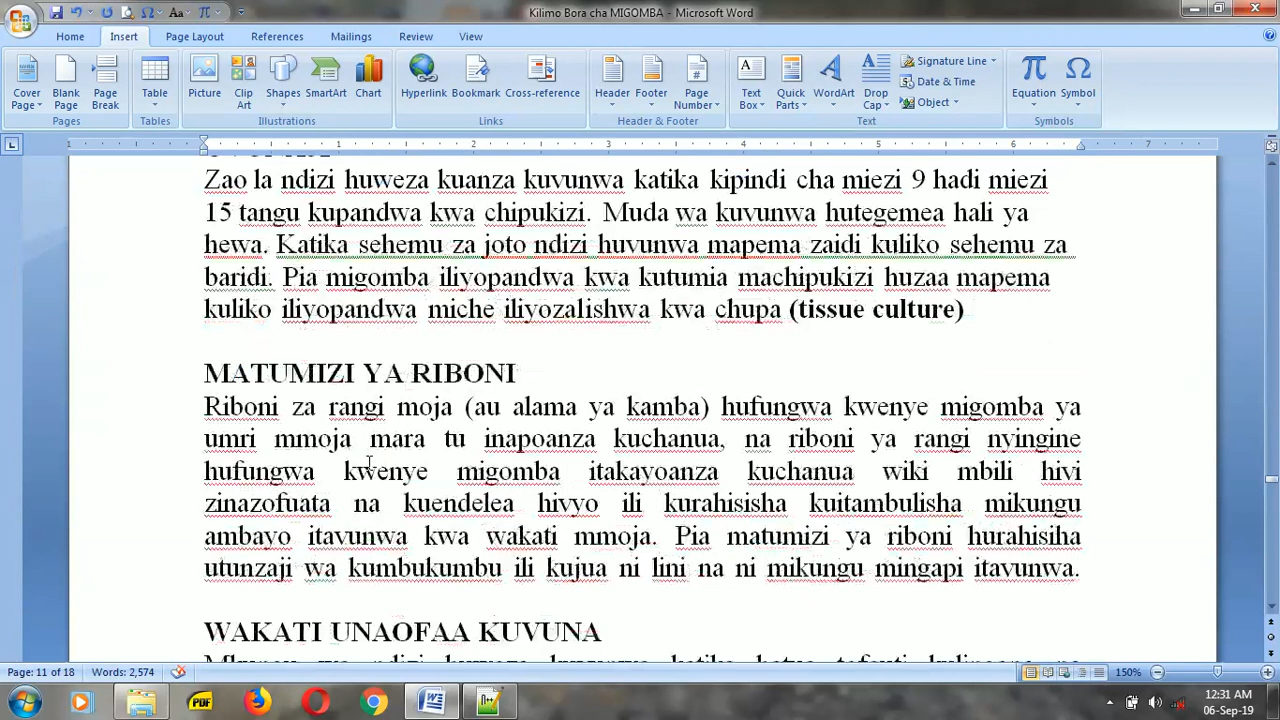 Kilimo Bora cha MIGOMBA - Microsoft Word
Home Insert Page Layout References Mailings Review View
Cover Page Blank Page Page Break Table Picture Clip Art Shapes SmartArt Chart Hyperlink Bookmark Cross-reference Header Footer Page Number Text Box Quick Parts WordArt Drop Cap Signature Line Date & Time Object Equation Symbol
Pages Tables Illustrations Links Header & Footer Text Symbols
1 1 2 3 4 5 6 7
Zao la ndizi huweza kuanza kuvunwa katika kipindi cha miezi 9 hadi miezi
15 tangu kupandwa kwa chipukizi. Muda wa kuvunwa hutegemea hali ya
hewa. Katika sehemu za joto ndizi huvunwa mapema zaidi kuliko sehemu za
baridi. Pia migomba iliyopandwa kwa kutumia machipukizi huzaa mapema
kuliko iliyopandwa miche iliyozalishwa kwa chupa (tissue culture)
MATUMIZI YA RIBONI
Riboni za rangi moja (au alama ya kamba) hufungwa kwenye migomba ya
umri mmoja mara tu inapoanza kuchanua, na riboni ya rangi nyingine
hufungwa kwenye migomba itakayoanza kuchanua wiki mbili hivi
zinazofuata na kuendelea hivyo ili kurahisisha kuitambulisha mikungu
ambayo itavunwa kwa wakati mmoja. Pia matumizi ya riboni hurahisiha
utunzaji wa kumbukumbu ili kujua ni lini na ni mikungu mingapi itavunwa.
WAKATI UNAOFAA KUVUNA
Page: 11 of 18 Words: 2,574 150%
PDF
12:31 AM
06-Sep-19